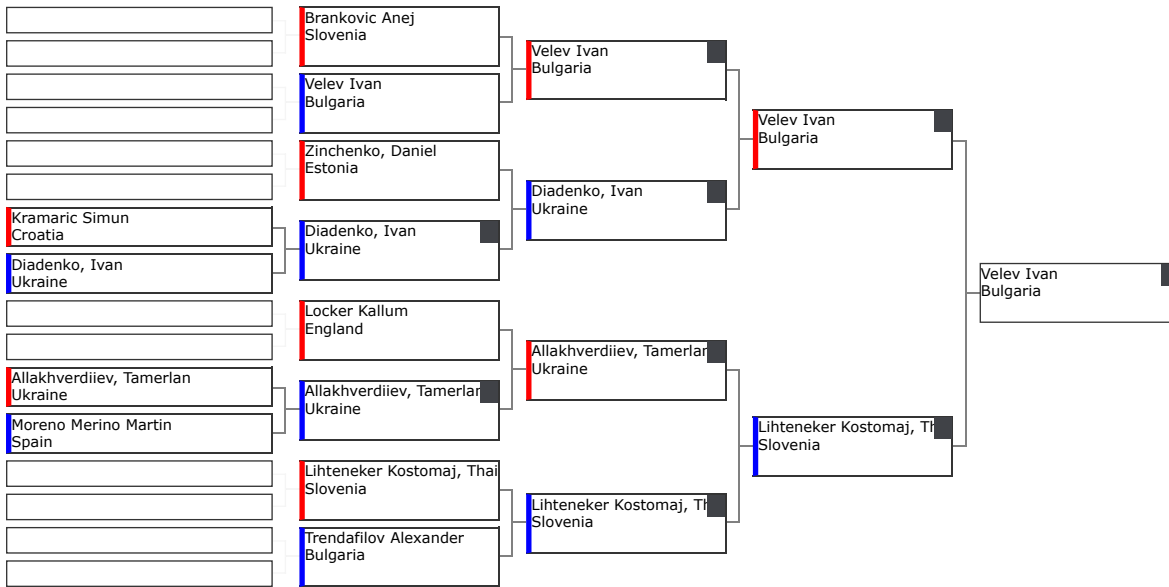 Kramaric Simun
Croatia
Diadenko, Ivan
Ukraine
Allakhverdiiev, Tamerlan
Ukraine
Moreno Merino Martin
Spain
Brankovic Anej
Slovenia
Velev Ivan
Bulgaria
Zinchenko, Daniel
Estonia
Diadenko, Ivan
Ukraine
Locker Kallum
England
Allakhverdiiev, Tamerlan
Ukraine
Lihteneker Kostomaj, Thai
Slovenia
Trendafilov Alexander
Bulgaria
Velev Ivan
Bulgaria
Diadenko, Ivan
Ukraine
Allakhverdiiev, Tamerlan
Ukraine
Lihteneker Kostomaj,
Slovenia
Velev Ivan
Bulgaria
Lihteneker Kostomaj,
Slovenia
Velev Ivan
Bulgaria